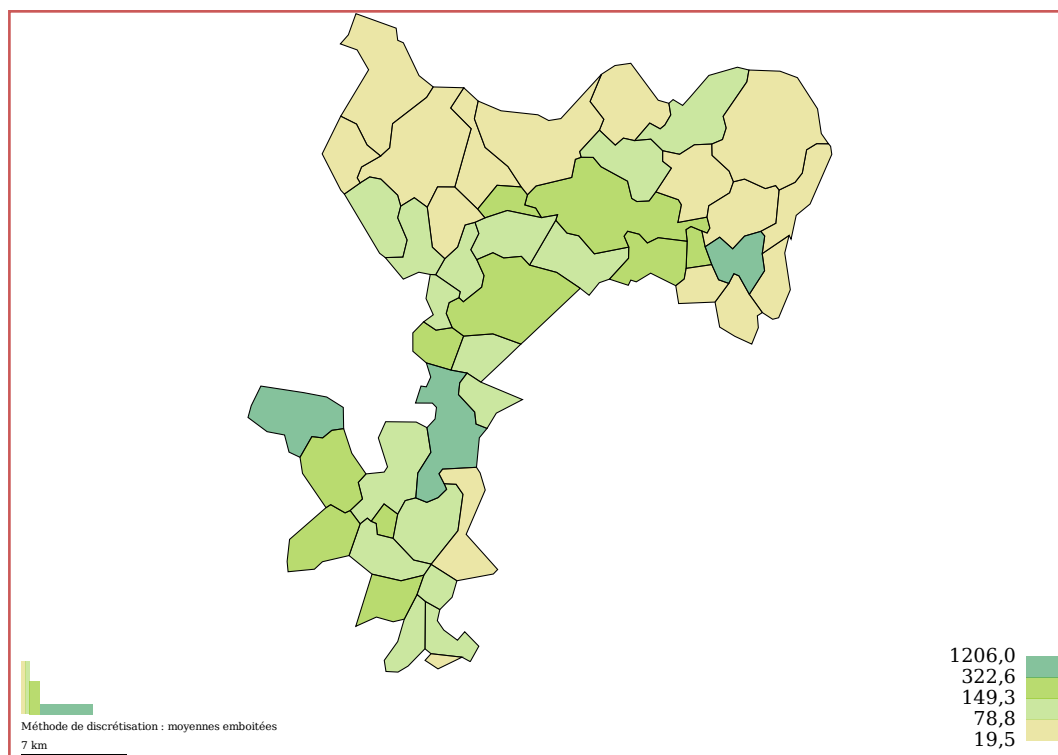 1206,0
322,6
149,3
78,8
19,5
Méthode de discrétisation : moyennes emboitées
7 km